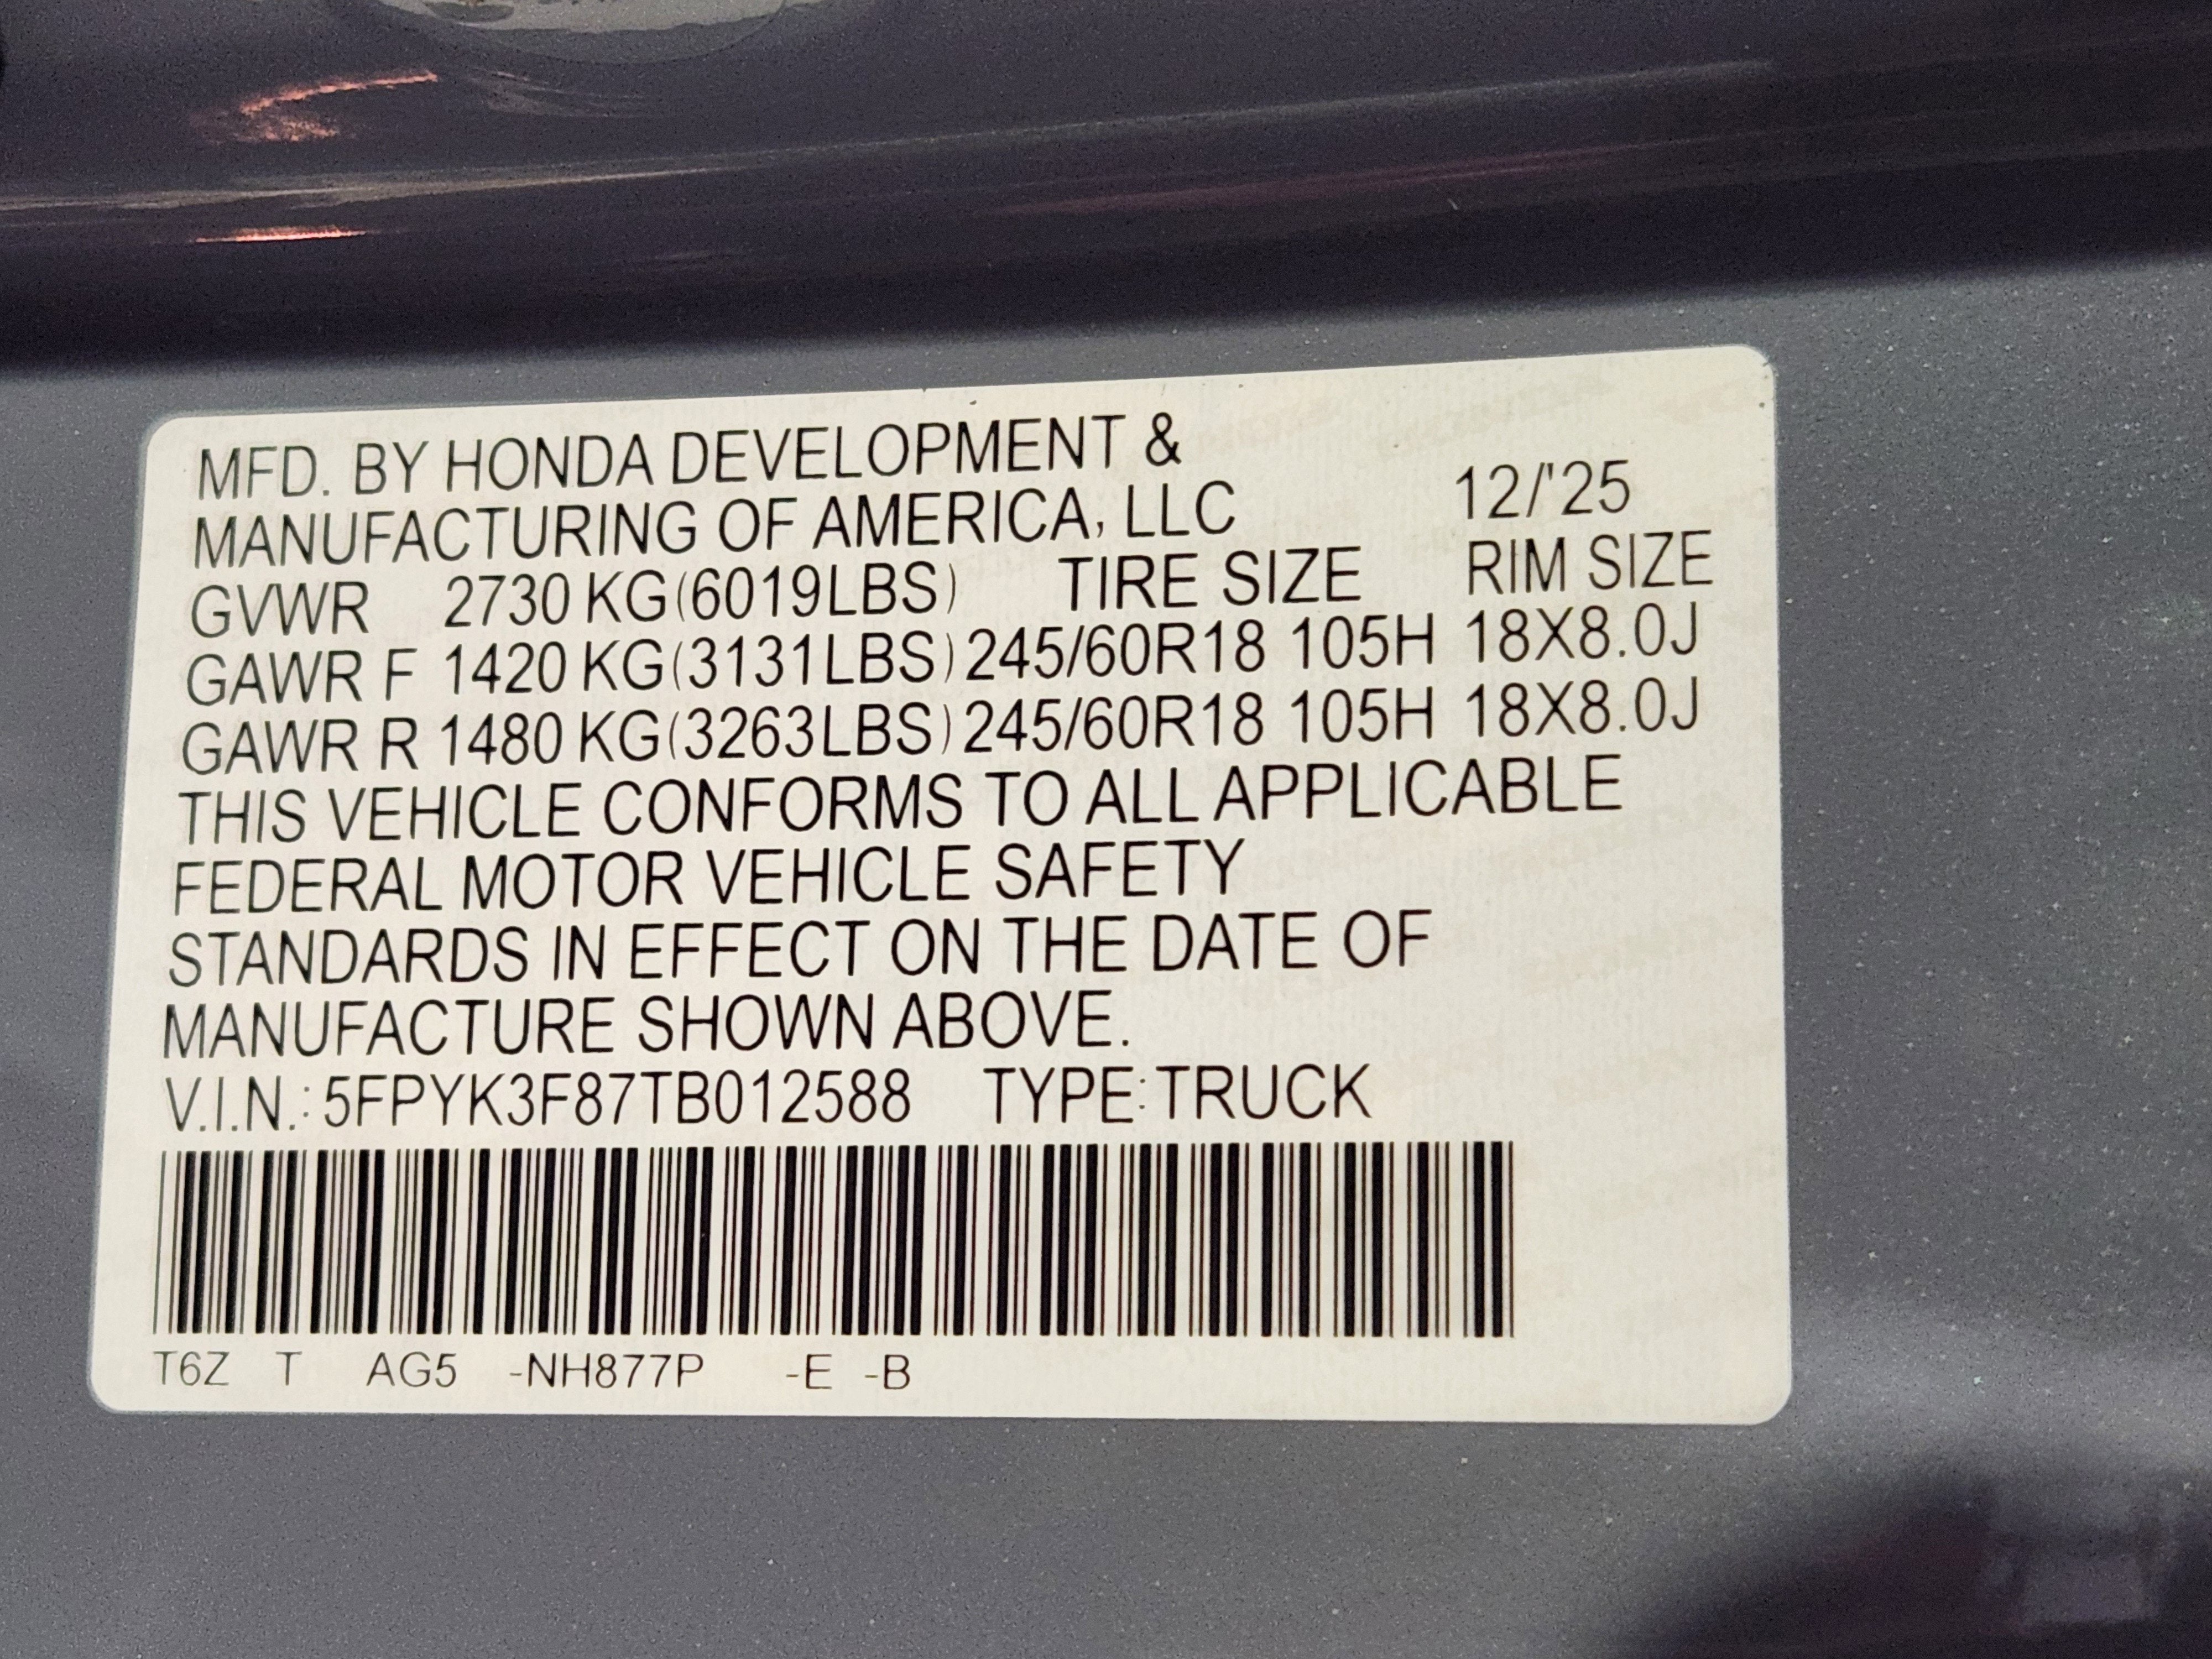 MFD. BY HONDA DEVELOPMENT &
MANUFACTURING OF AMERICA, LLC 12/'25
GVWR 2730 KG(6019LBS) TIRE SIZE RIM SIZE
GAWR F 1420 KG(3131LBS) 245/60R18 105H 18X8.0J
GAWR R 1480 KG(3263LBS) 245/60R18 105H 18X8.0J
THIS VEHICLE CONFORMS TO ALL APPLICABLE
FEDERAL MOTOR VEHICLE SAFETY
STANDARDS IN EFFECT ON THE DATE OF
MANUFACTURE SHOWN ABOVE.
V.I.N.: 5FPYK3F87TB012588 TYPE: TRUCK
T6Z T AG5 -NH877P -E -B